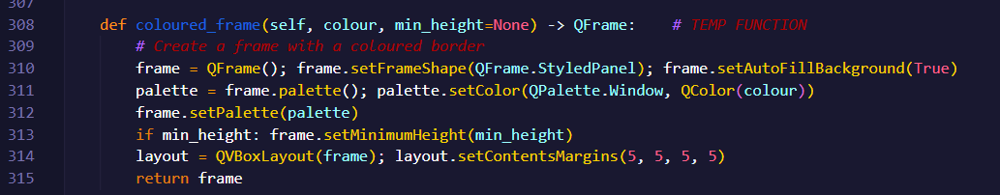 307
308 def coloured_frame(self, colour, min_height=None) -> QFrame: # TEMP FUNCTION
309 # Create a frame with a coloured border
310 frame = QFrame(); frame.setFrameShape(QFrame.StyledPanel); frame.setAutoFillBackground(True)
311 palette = frame.palette(); palette.setColor(QPalette.Window, QColor(colour))
312 frame.setPalette(palette)
313 if min_height: frame.setMinimumHeight(min_height)
314 layout = QVBoxLayout(frame); layout.setContentsMargins(5, 5, 5, 5)
315 return frame